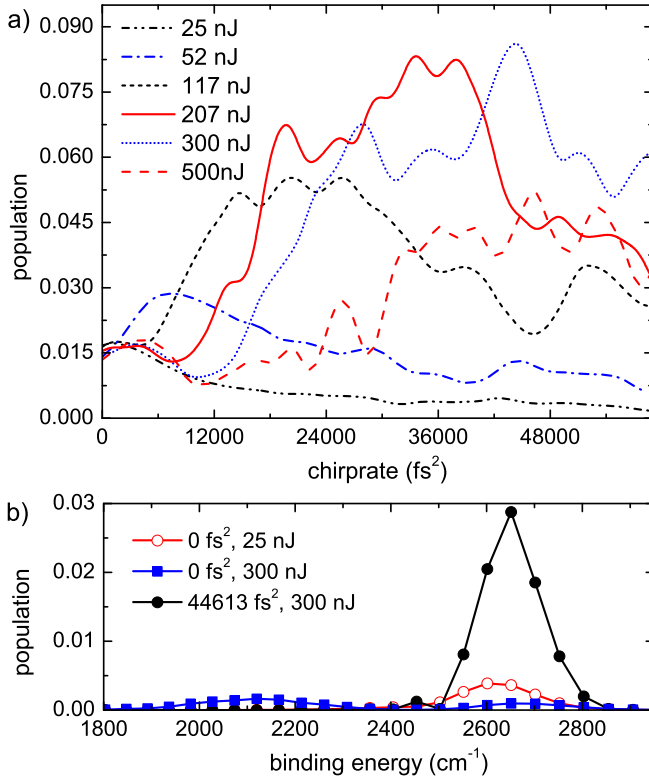 a)
0.090
0.075
0.060
0.045
0.030
0.015
0.000
population
25 nJ
52 nJ
117 nJ
207 nJ
300 nJ
500nJ
0 12000 24000 36000 48000
chirprate (fs²)
b)
0.03
0.02
0.01
0.00
population
0 fs², 25 nJ
0 fs², 300 nJ
44613 fs², 300 nJ
1800 2000 2200 2400 2600 2800
binding energy (cm⁻¹)